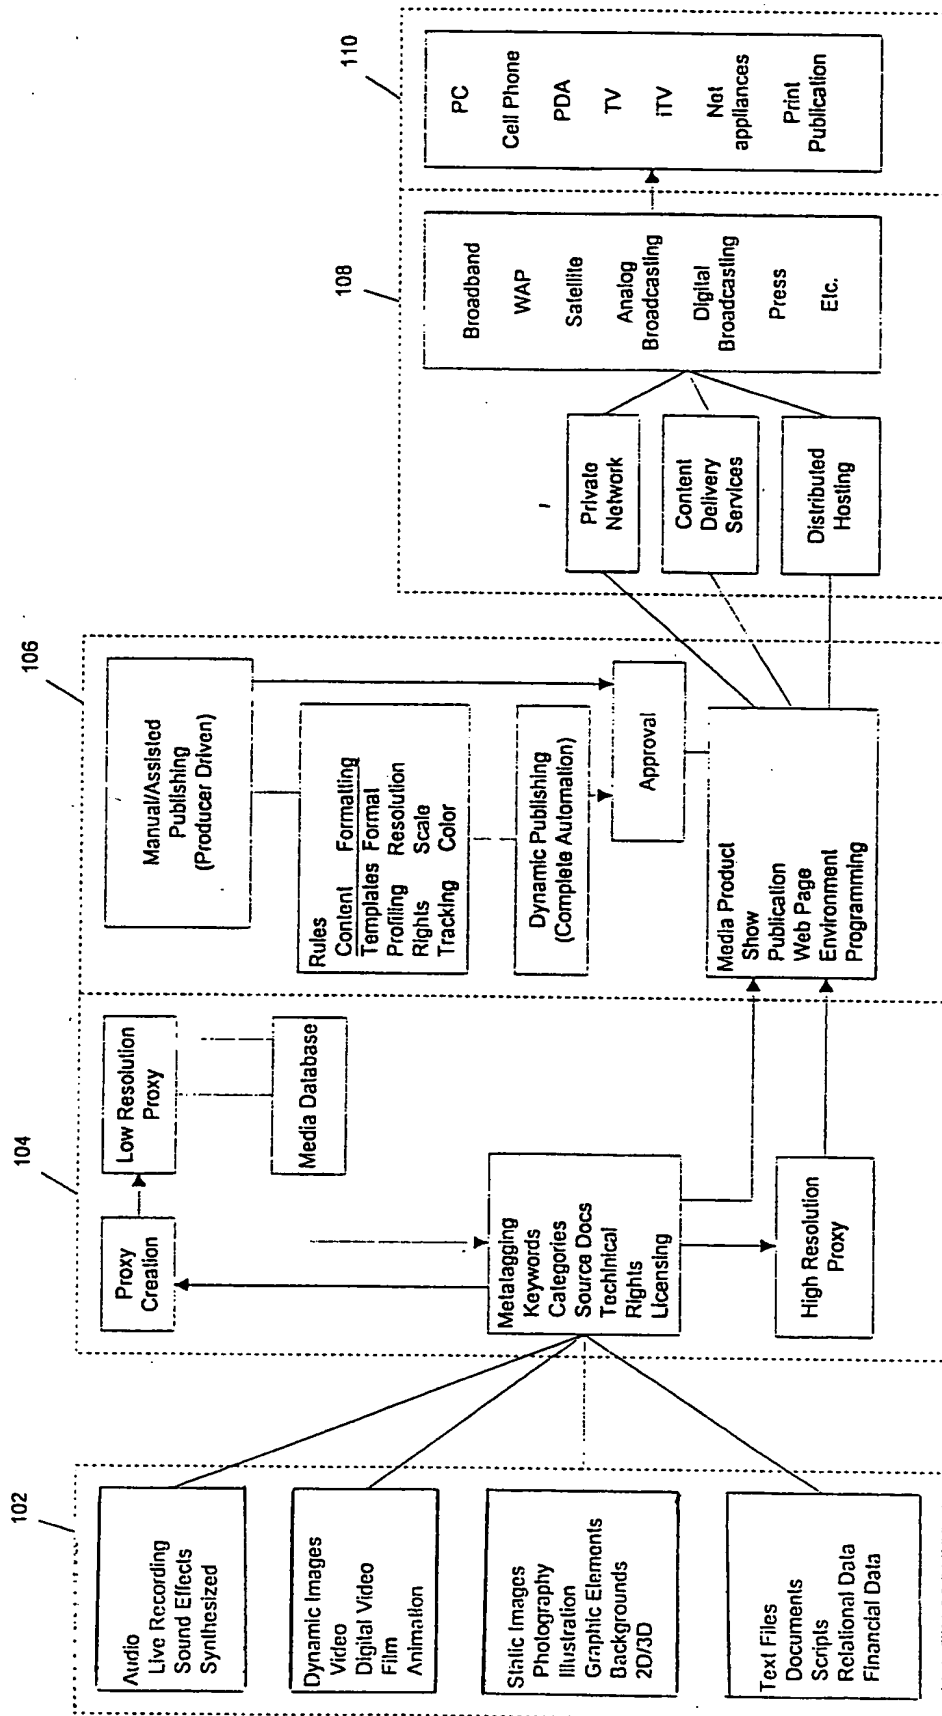 102
Audio
Live Recording
Sound Effects
Synthesized
Dynamic Images
Video
Digital Video
Film
Animation
Static Images
Photography
Illustration
Graphic Elements
Backgrounds
2D/3D
Text Files
Documents
Scripts
Relational Data
Financial Data
104
Proxy
Creation
Low Resolution
Proxy
Media Database
Metatagging
Keywords
Categories
Source Docs
Techinical
Rights
Licensing
High Resolution
Proxy
106
Manual/Assisted
Publishing
(Producer Driven)
Rules
Content Formatting
Templates Formal
Profiling Resolution
Rights Scale
Tracking Color
Dynamic Publishing
(Complete Automation)
Approval
Media Product
Show
Publication
Web Page
Environment
Programming
108
Private
Network
Content
Delivery
Services
Distributed
Hosting
Broadband
WAP
Satellite
Analog
Broadcasting
Digital
Broadcasting
Press
Etc.
110
PC
Cell Phone
PDA
TV
iTV
Net
appliances
Print
Publication